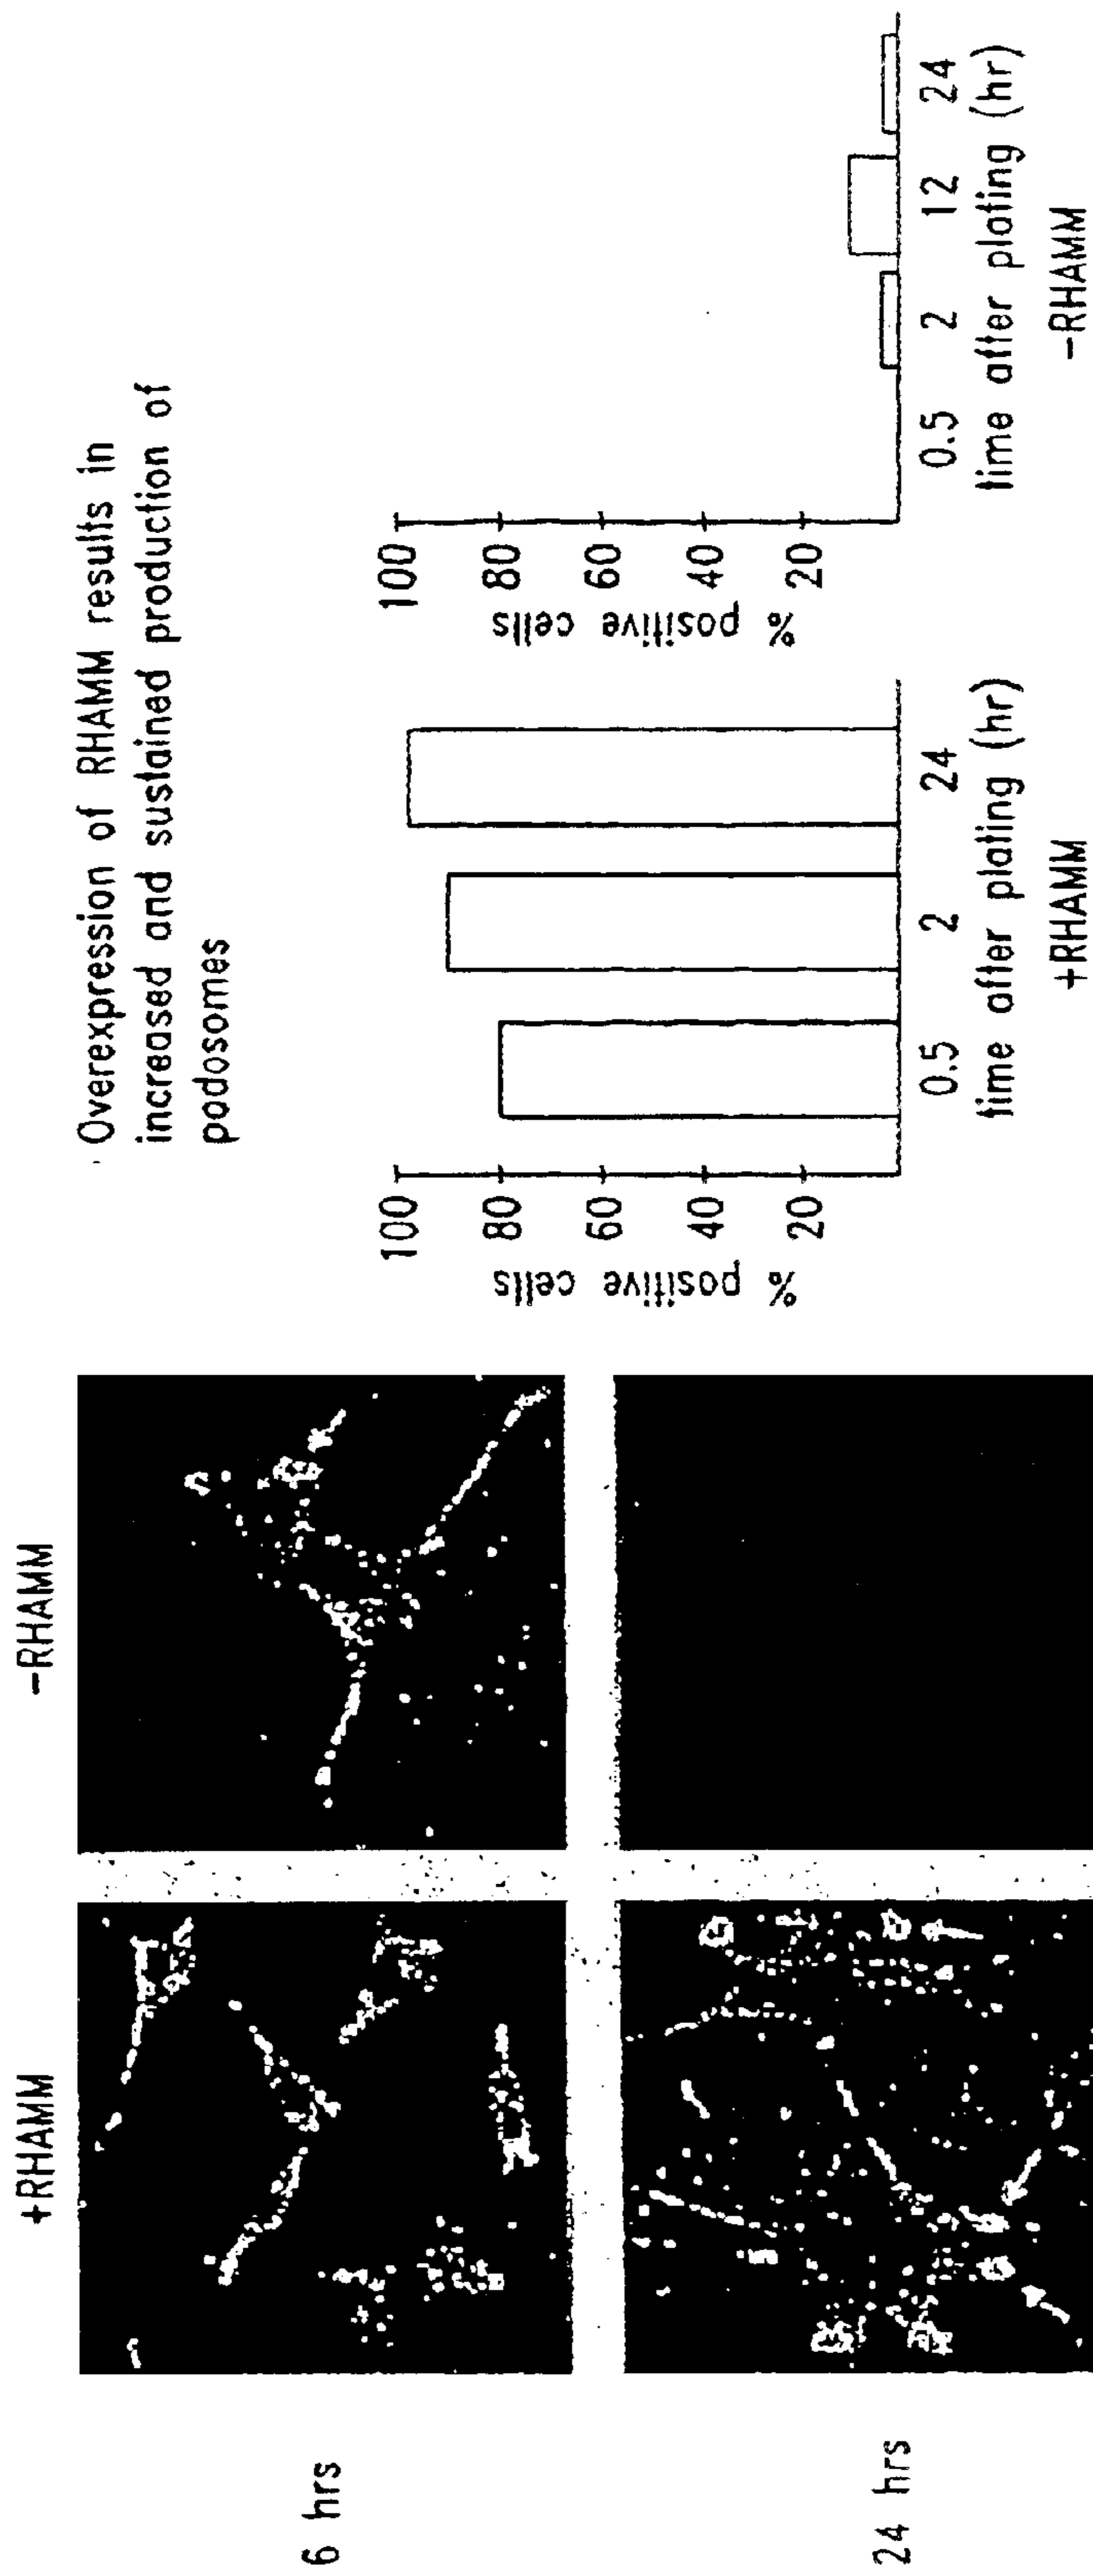 +RHAMM
-RHAMM
6 hrs
24 hrs
Overexpression of RHAMM results in
increased and sustained production of
podosomes
% positive cells
100
80
60
40
20
0.5 2 24
time after plating (hr)
+RHAMM
% positive cells
100
80
60
40
20
0.5 2 12 24
time after plating (hr)
-RHAMM